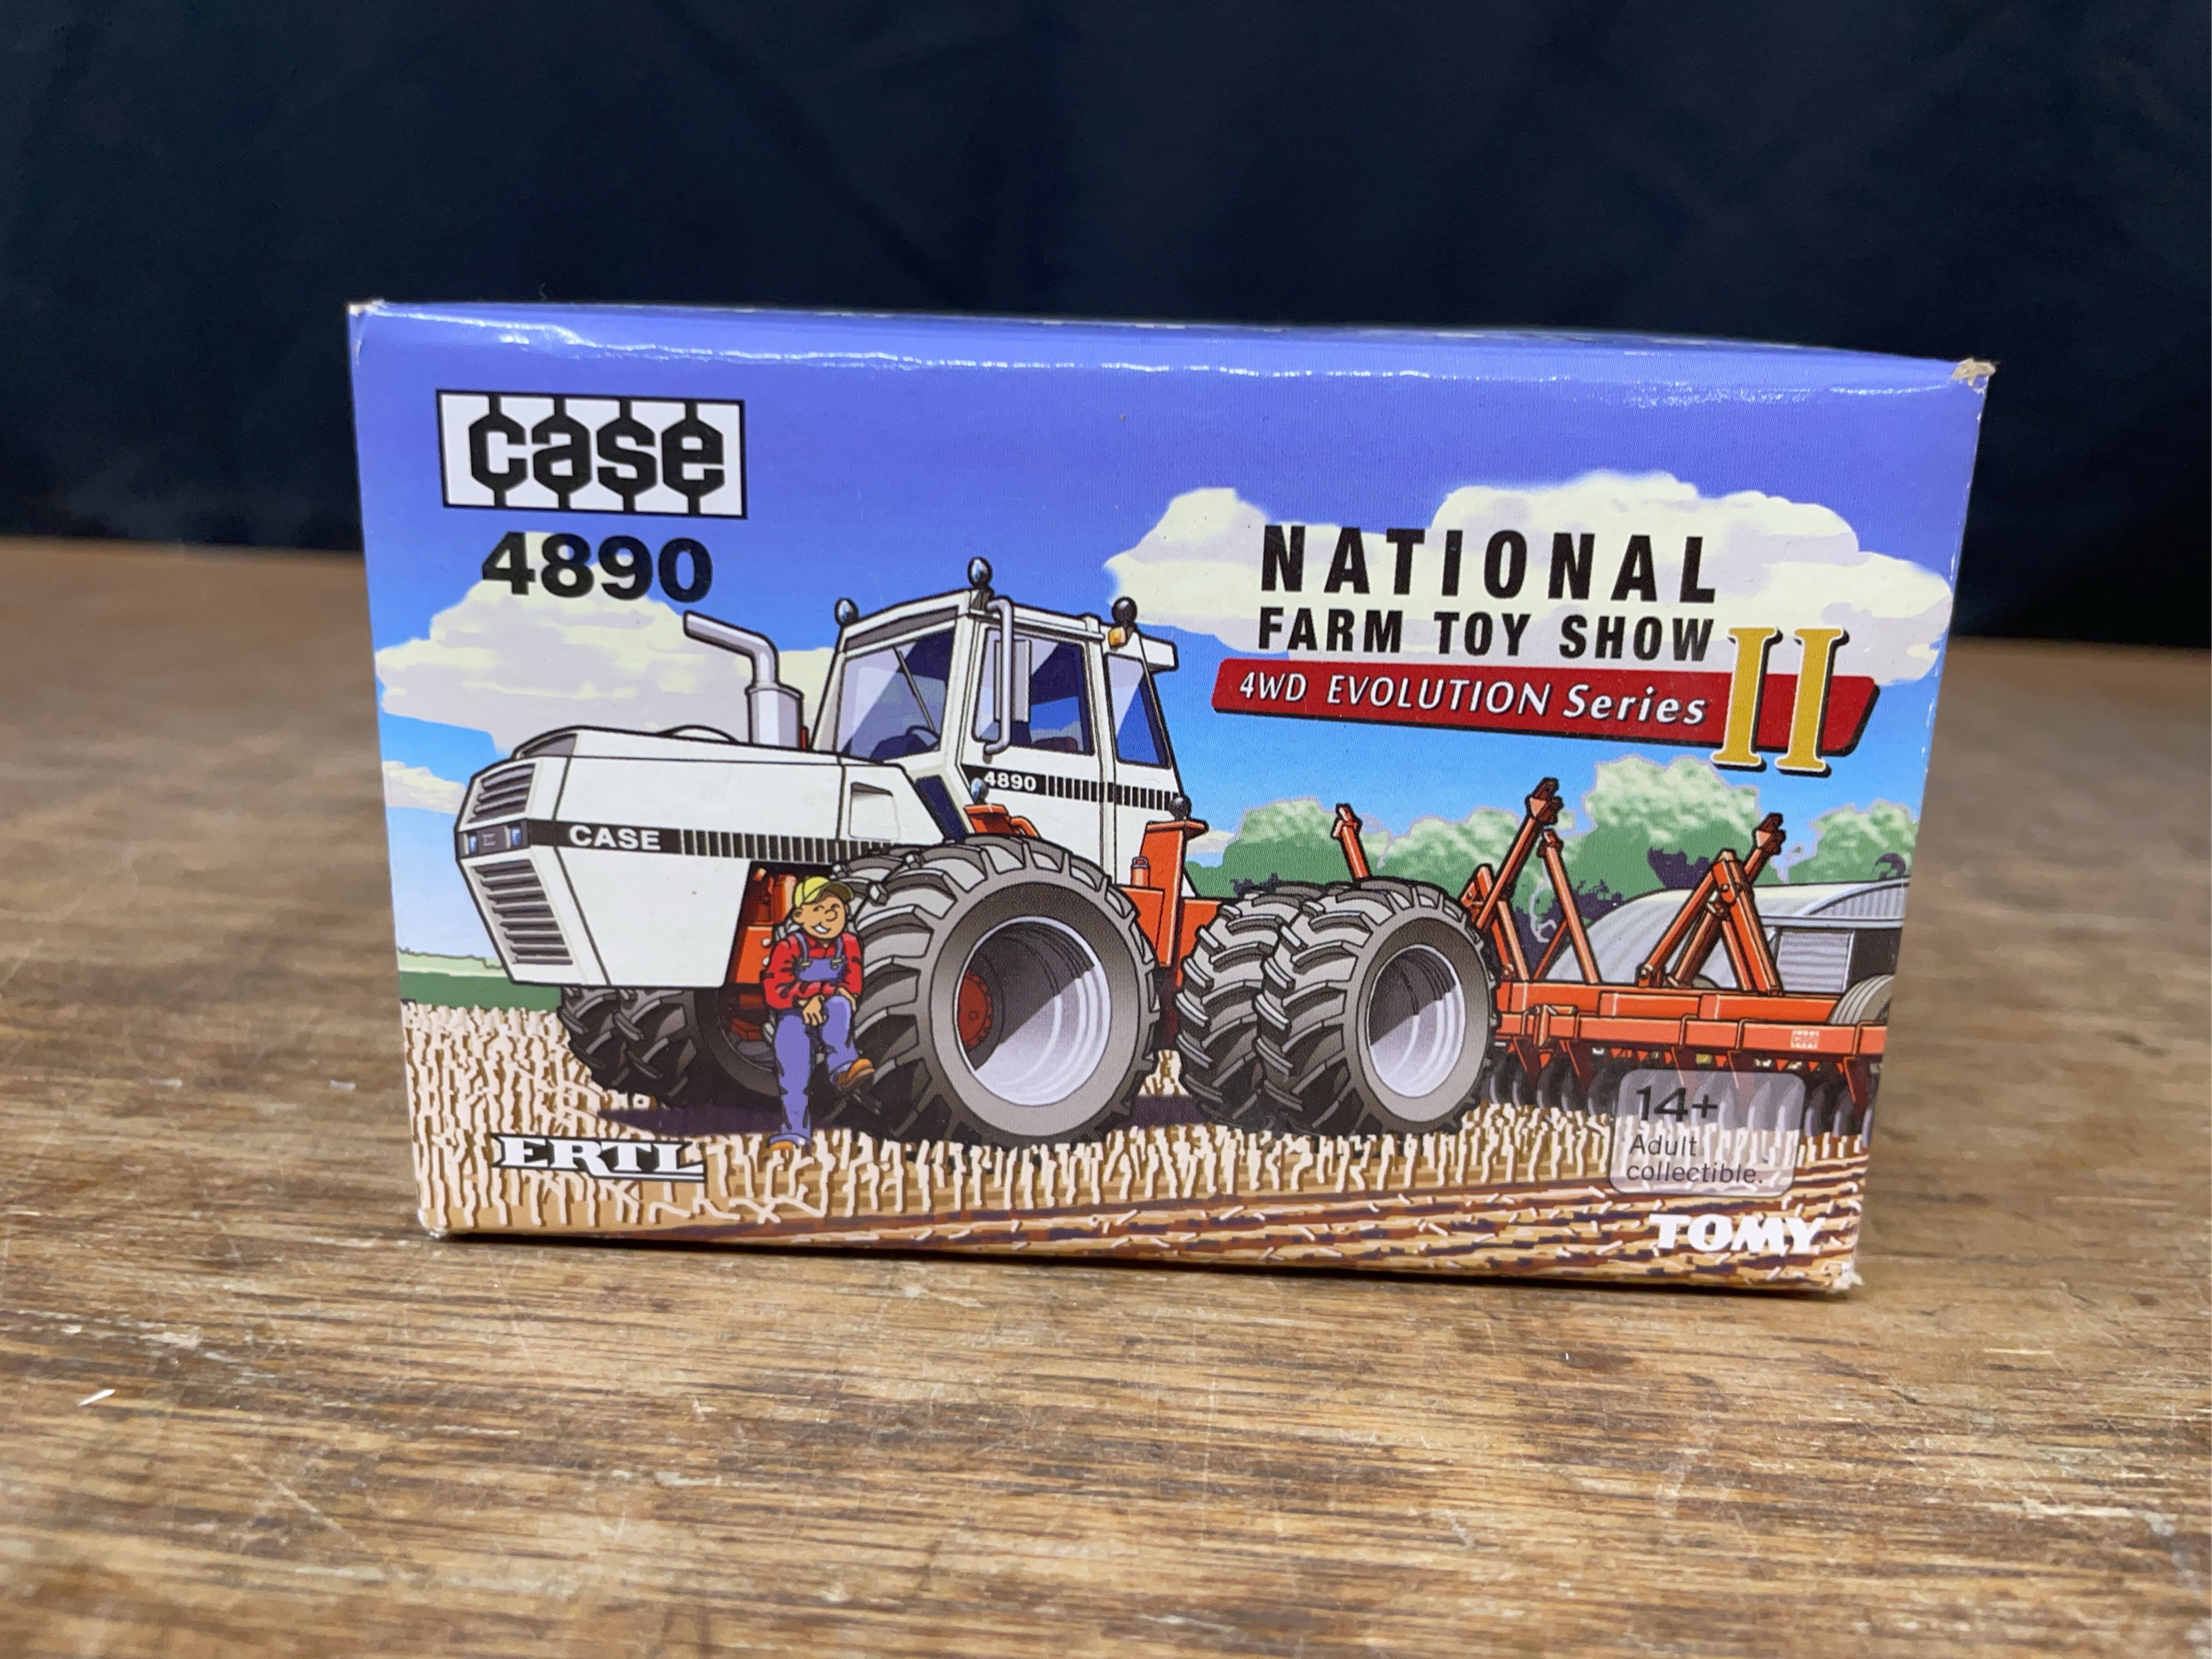 case
4890
NATIONAL
FARM TOY SHOW
4WD EVOLUTION Series II
4890
CASE
14+
Adult
collectible.
ERTL
TOMY